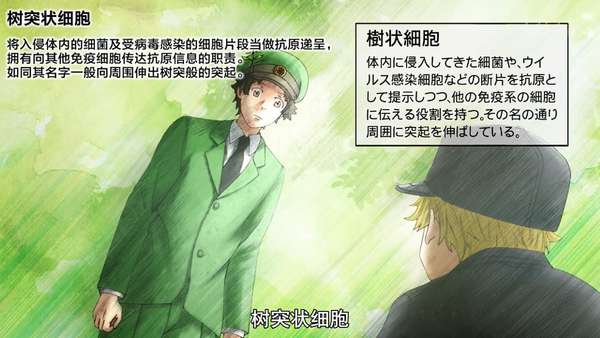 树突状细胞
将入侵体内的细菌及受病毒感染的细胞片段当做抗原递呈，
拥有向其他免疫细胞传达抗原信息的职责。
如同其名字一般向周围伸出树突般的突起。
樹状細胞
体内に侵入してきた細菌や、ウイ
ルス感染細胞などの断片を抗原と
して提示しつつ、他の免疫系の細胞
に伝える役割を持つ。その名の通り
周囲に突起を伸ばしている。
树突状细胞